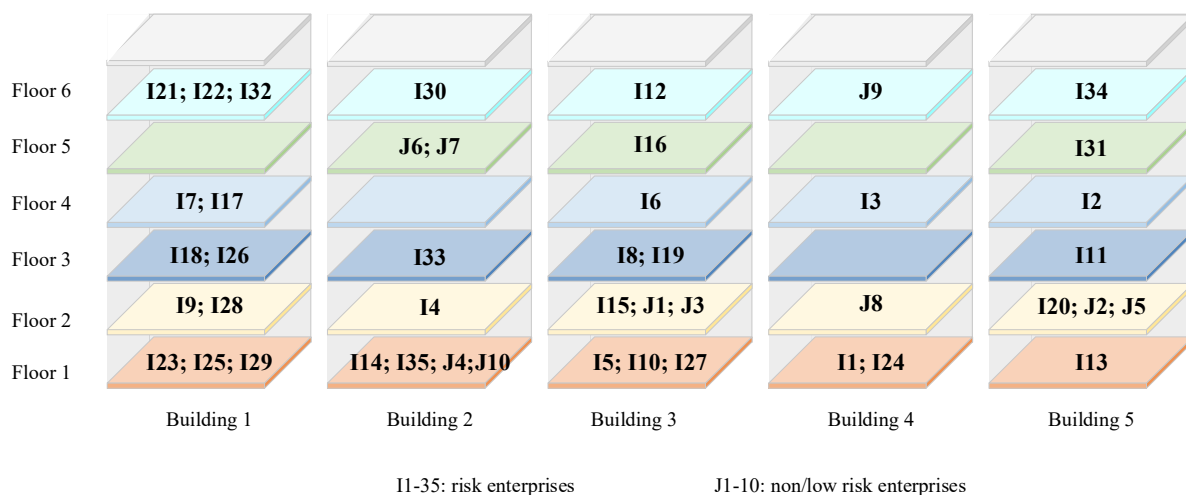 Floor 6 I21; I22; I32 I30 I12 J9 I34
Floor 5 J6; J7 I16 I31
Floor 4 I7; I17 I6 I3 I2
Floor 3 I18; I26 I33 I8; I19 I11
Floor 2 I9; I28 I4 I15; J1; J3 J8 I20; J2; J5
Floor 1 I23; I25; I29 I14; I35; J4;J10 I5; I10; I27 I1; I24 I13
Building 1 Building 2 Building 3 Building 4 Building 5
I1-35: risk enterprises J1-10: non/low risk enterprises